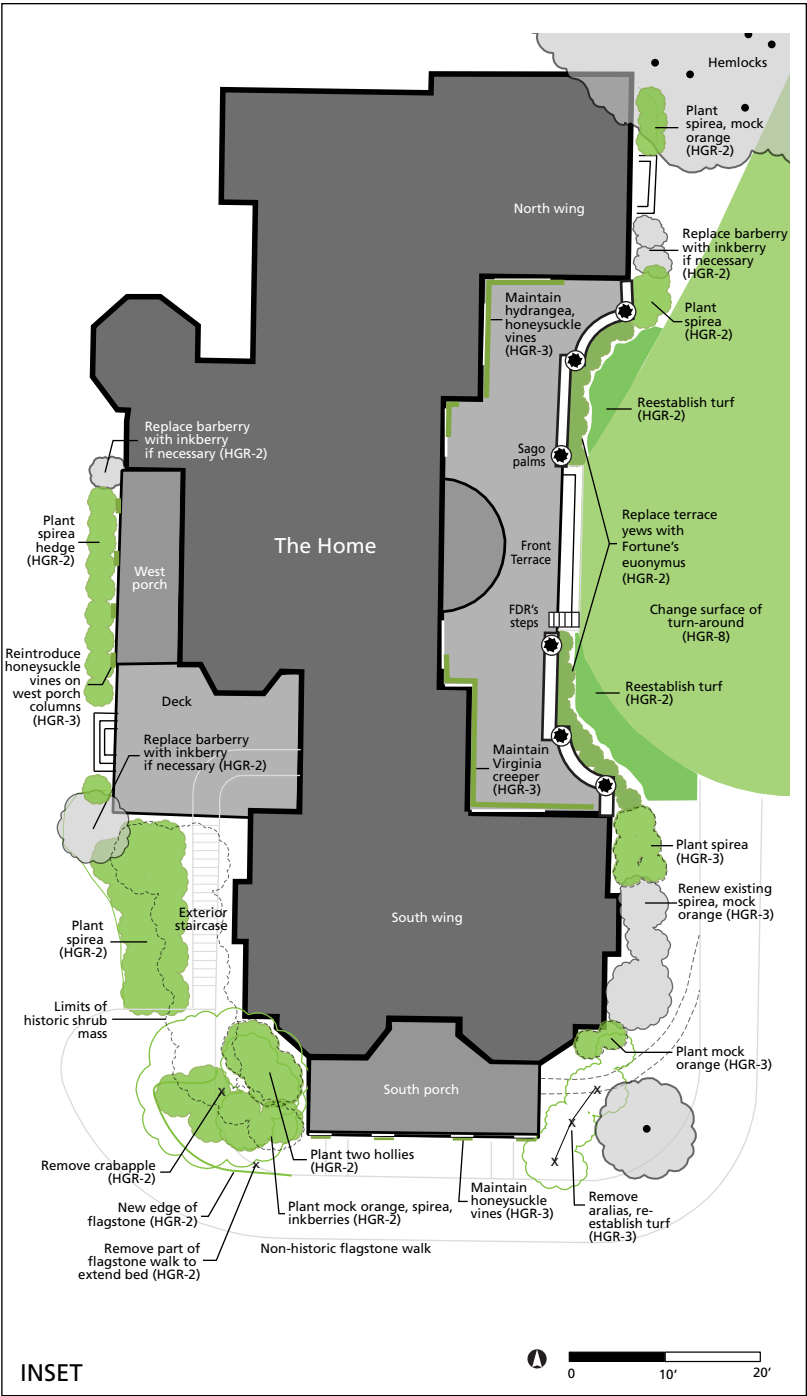 Hemlocks
Plant
spirea, mock
orange
(HGR-2)
North wing
Replace barberry
with inkberry
if necessary
(HGR-2)
Maintain
hydrangea,
honeysuckle
vines
(HGR-3)
Plant
spirea
(HGR-2)
Reestablish turf
(HGR-2)
Replace barberry
with inkberry
if necessary (HGR-2)
Sago
palms
Plant
spirea
hedge
(HGR-2)
The Home
Replace terrace
yews with
Fortune's
euonymus
(HGR-2)
Front
Terrace
West
porch
FDR's
steps
Change surface of
turn-around
(HGR-8)
Reintroduce
honeysuckle
vines on
west porch
columns
(HGR-3)
Deck
Reestablish turf
(HGR-2)
Replace barberry
with inkberry
if necessary (HGR-2)
Maintain
Virginia
creeper
(HGR-3)
Plant spirea
(HGR-3)
Renew existing
spirea, mock
orange (HGR-3)
Exterior
staircase
South wing
Plant
spirea
(HGR-2)
Limits of
historic shrub
mass
Plant mock
orange (HGR-3)
South porch
x
x
x
x
x
Remove crabapple
(HGR-2)
Plant two hollies
(HGR-2)
New edge of
flagstone (HGR-2)
Plant mock orange, spirea,
inkberries (HGR-2)
Maintain
honeysuckle
vines (HGR-3)
Remove
aralias, re-
establish turf
(HGR-3)
Remove part of
flagstone walk to
extend bed (HGR-2)
Non-historic flagstone walk
INSET
0 10' 20'